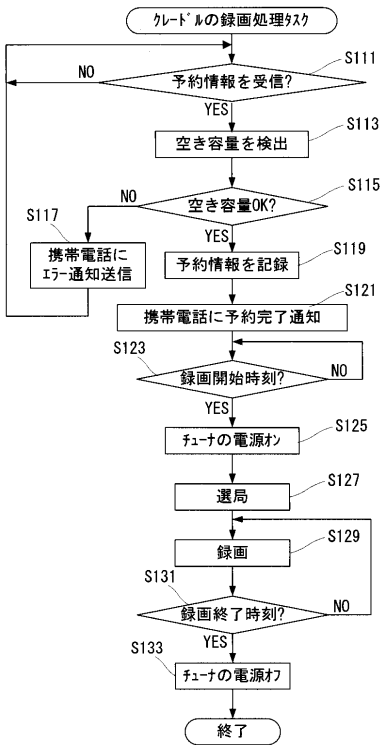 ｸﾚｰﾄﾞﾙの録画処理タスク
S111
NO
予約情報を受信?
YES
S113
空き容量を検出
S115
NO
空き容量OK?
S117
YES
S119
携帯電話に
ｴﾗｰ通知送信
予約情報を記録
S121
携帯電話に予約完了通知
S123
NO
録画開始時刻?
YES
S125
ﾁｭｰﾅの電源ｵﾝ
S127
選局
S129
録画
S131
NO
録画終了時刻?
YES
S133
ﾁｭｰﾅの電源ｵﾌ
終了